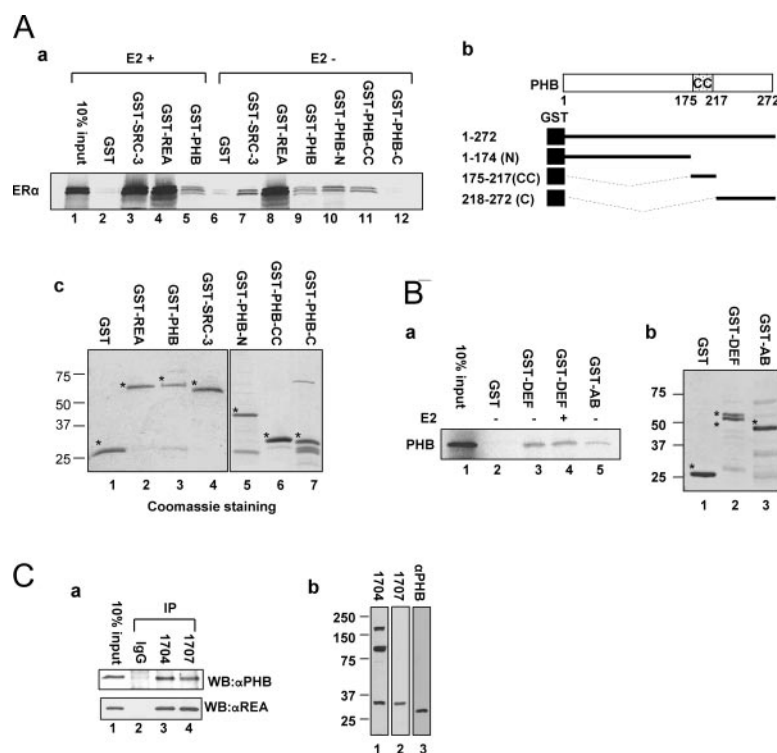 A
a
E2 +
E2 -
10% input
GST
GST-SRC-3
GST-REA
GST-PHB
GST
GST-SRC-3
GST-REA
GST-PHB
GST-PHB-N
GST-PHB-CC
GST-PHB-C
ERα
1 2 3 4 5 6 7 8 9 10 11 12
b
PHB
CC
1 175 217 272
GST
1-272
1-174 (N)
175-217(CC)
218-272 (C)
c
GST
GST-REA
GST-PHB
GST-SRC-3
GST-PHB-N
GST-PHB-CC
GST-PHB-C
75
50
37
25
* * * * * * *
1 2 3 4 5 6 7
Coomassie staining
B
a
10% input
GST
GST-DEF
GST-DEF
GST-AB
E2 - - + -
PHB
1 2 3 4 5
b
GST
GST-DEF
GST-AB
75
50
37
25
* * * *
1 2 3
C
a
IP
10% input
IgG
1704
1707
WB:αPHB
WB:αREA
1 2 3 4
b
1704
1707
αPHB
250
150
75
37
25
1 2 3